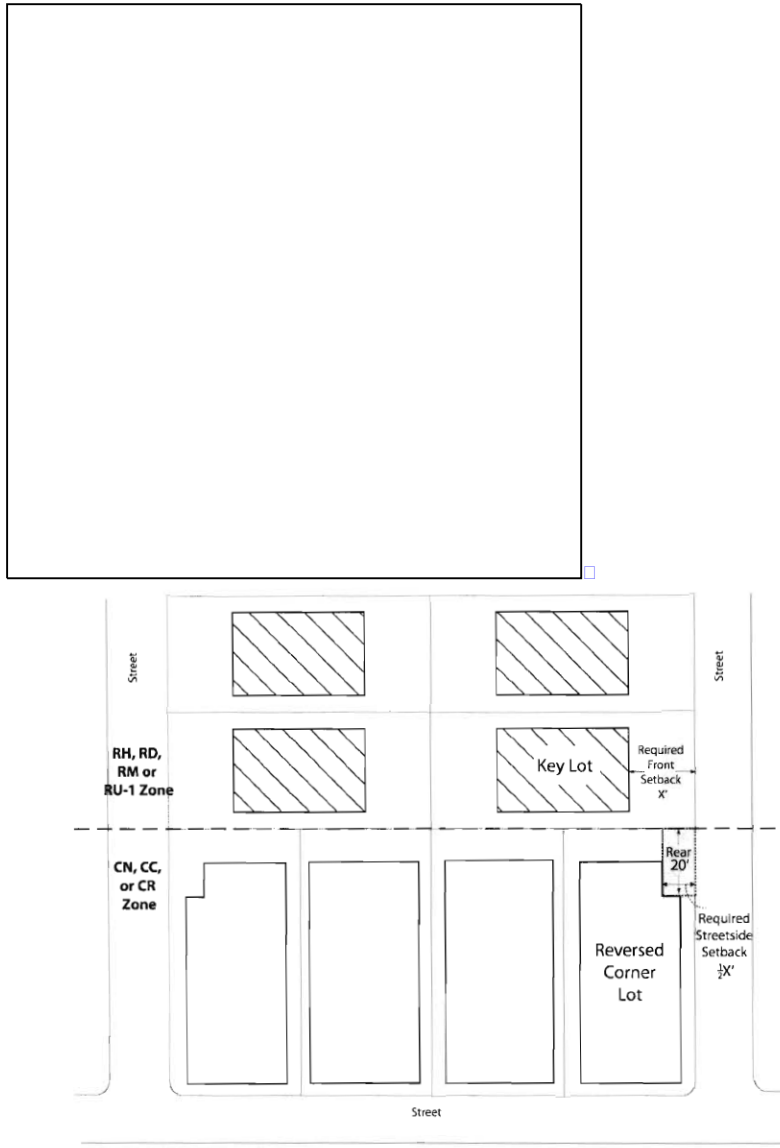 Street
Street
RH, RD,
RM or
RU-1 Zone
Key Lot
Required
Front
Setback
X'
CN, CC,
or CR
Zone
Rear
20'
Required
Streetside
Setback
½X'
Reversed
Corner
Lot
Street